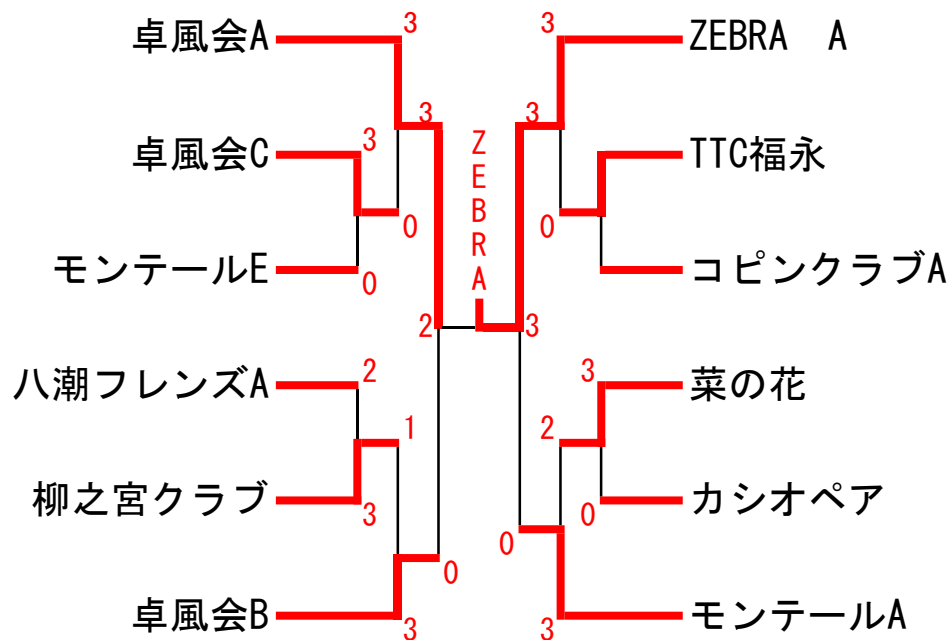 卓風会A
3
3
ZEBRA　A
3
3
卓風会C
3
TTC福永
ZEBRA
0
0
モンテールE
0
コピンクラブA
2
3
八潮フレンズA
2
3
菜の花
1
2
柳之宮クラブ
3
0
カシオペア
0
0
卓風会B
3
3
モンテールA